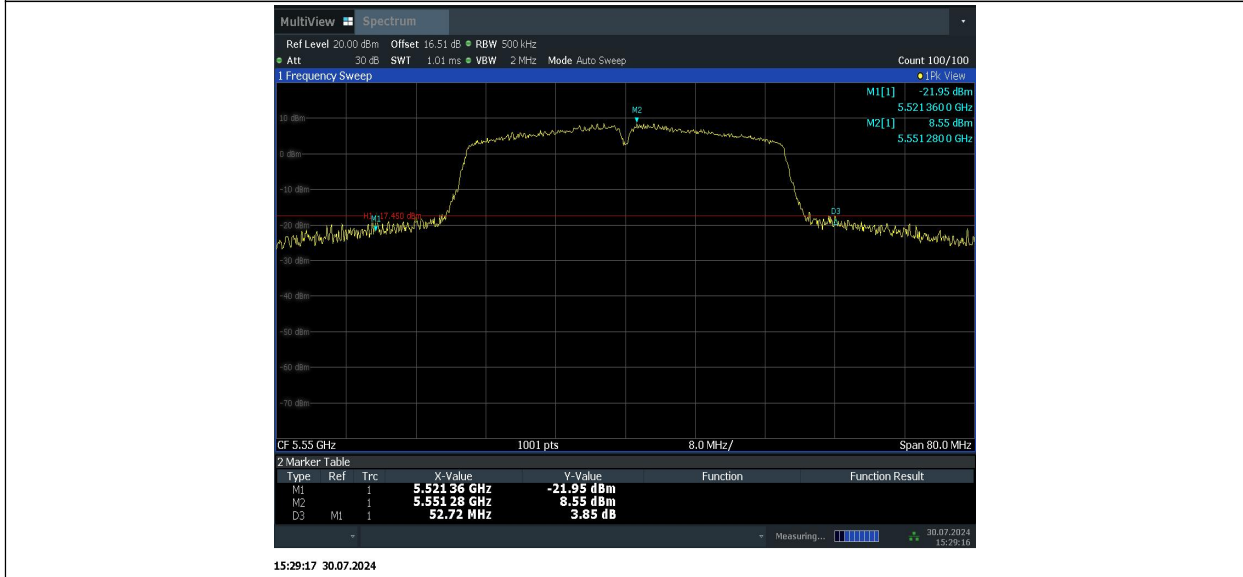 MultiView Spectrum
Ref Level 20.00 dBm Offset 16.51 dB RBW 500 kHz
Att 30 dB SWT 1.01 ms VBW 2 MHz Mode Auto Sweep Count 100/100
1 Frequency Sweep 1Pk View
M1[1] -21.95 dBm
5.521 360 0 GHz
M2[1] 8.55 dBm
5.551 280 0 GHz
M2
10 dBm
0 dBm
-10 dBm
D3
H1 -17.450 dBm
M1
-20 dBm
-30 dBm
-40 dBm
-50 dBm
-60 dBm
-70 dBm
CF 5.55 GHz 1001 pts 8.0 MHz/ Span 80.0 MHz
2 Marker Table
Type Ref Trc X-Value Y-Value Function Function Result
M1 1 5.521 36 GHz -21.95 dBm
M2 1 5.551 28 GHz 8.55 dBm
D3 M1 1 52.72 MHz 3.85 dB
Measuring... 30.07.2024
15:29:16
15:29:17 30.07.2024